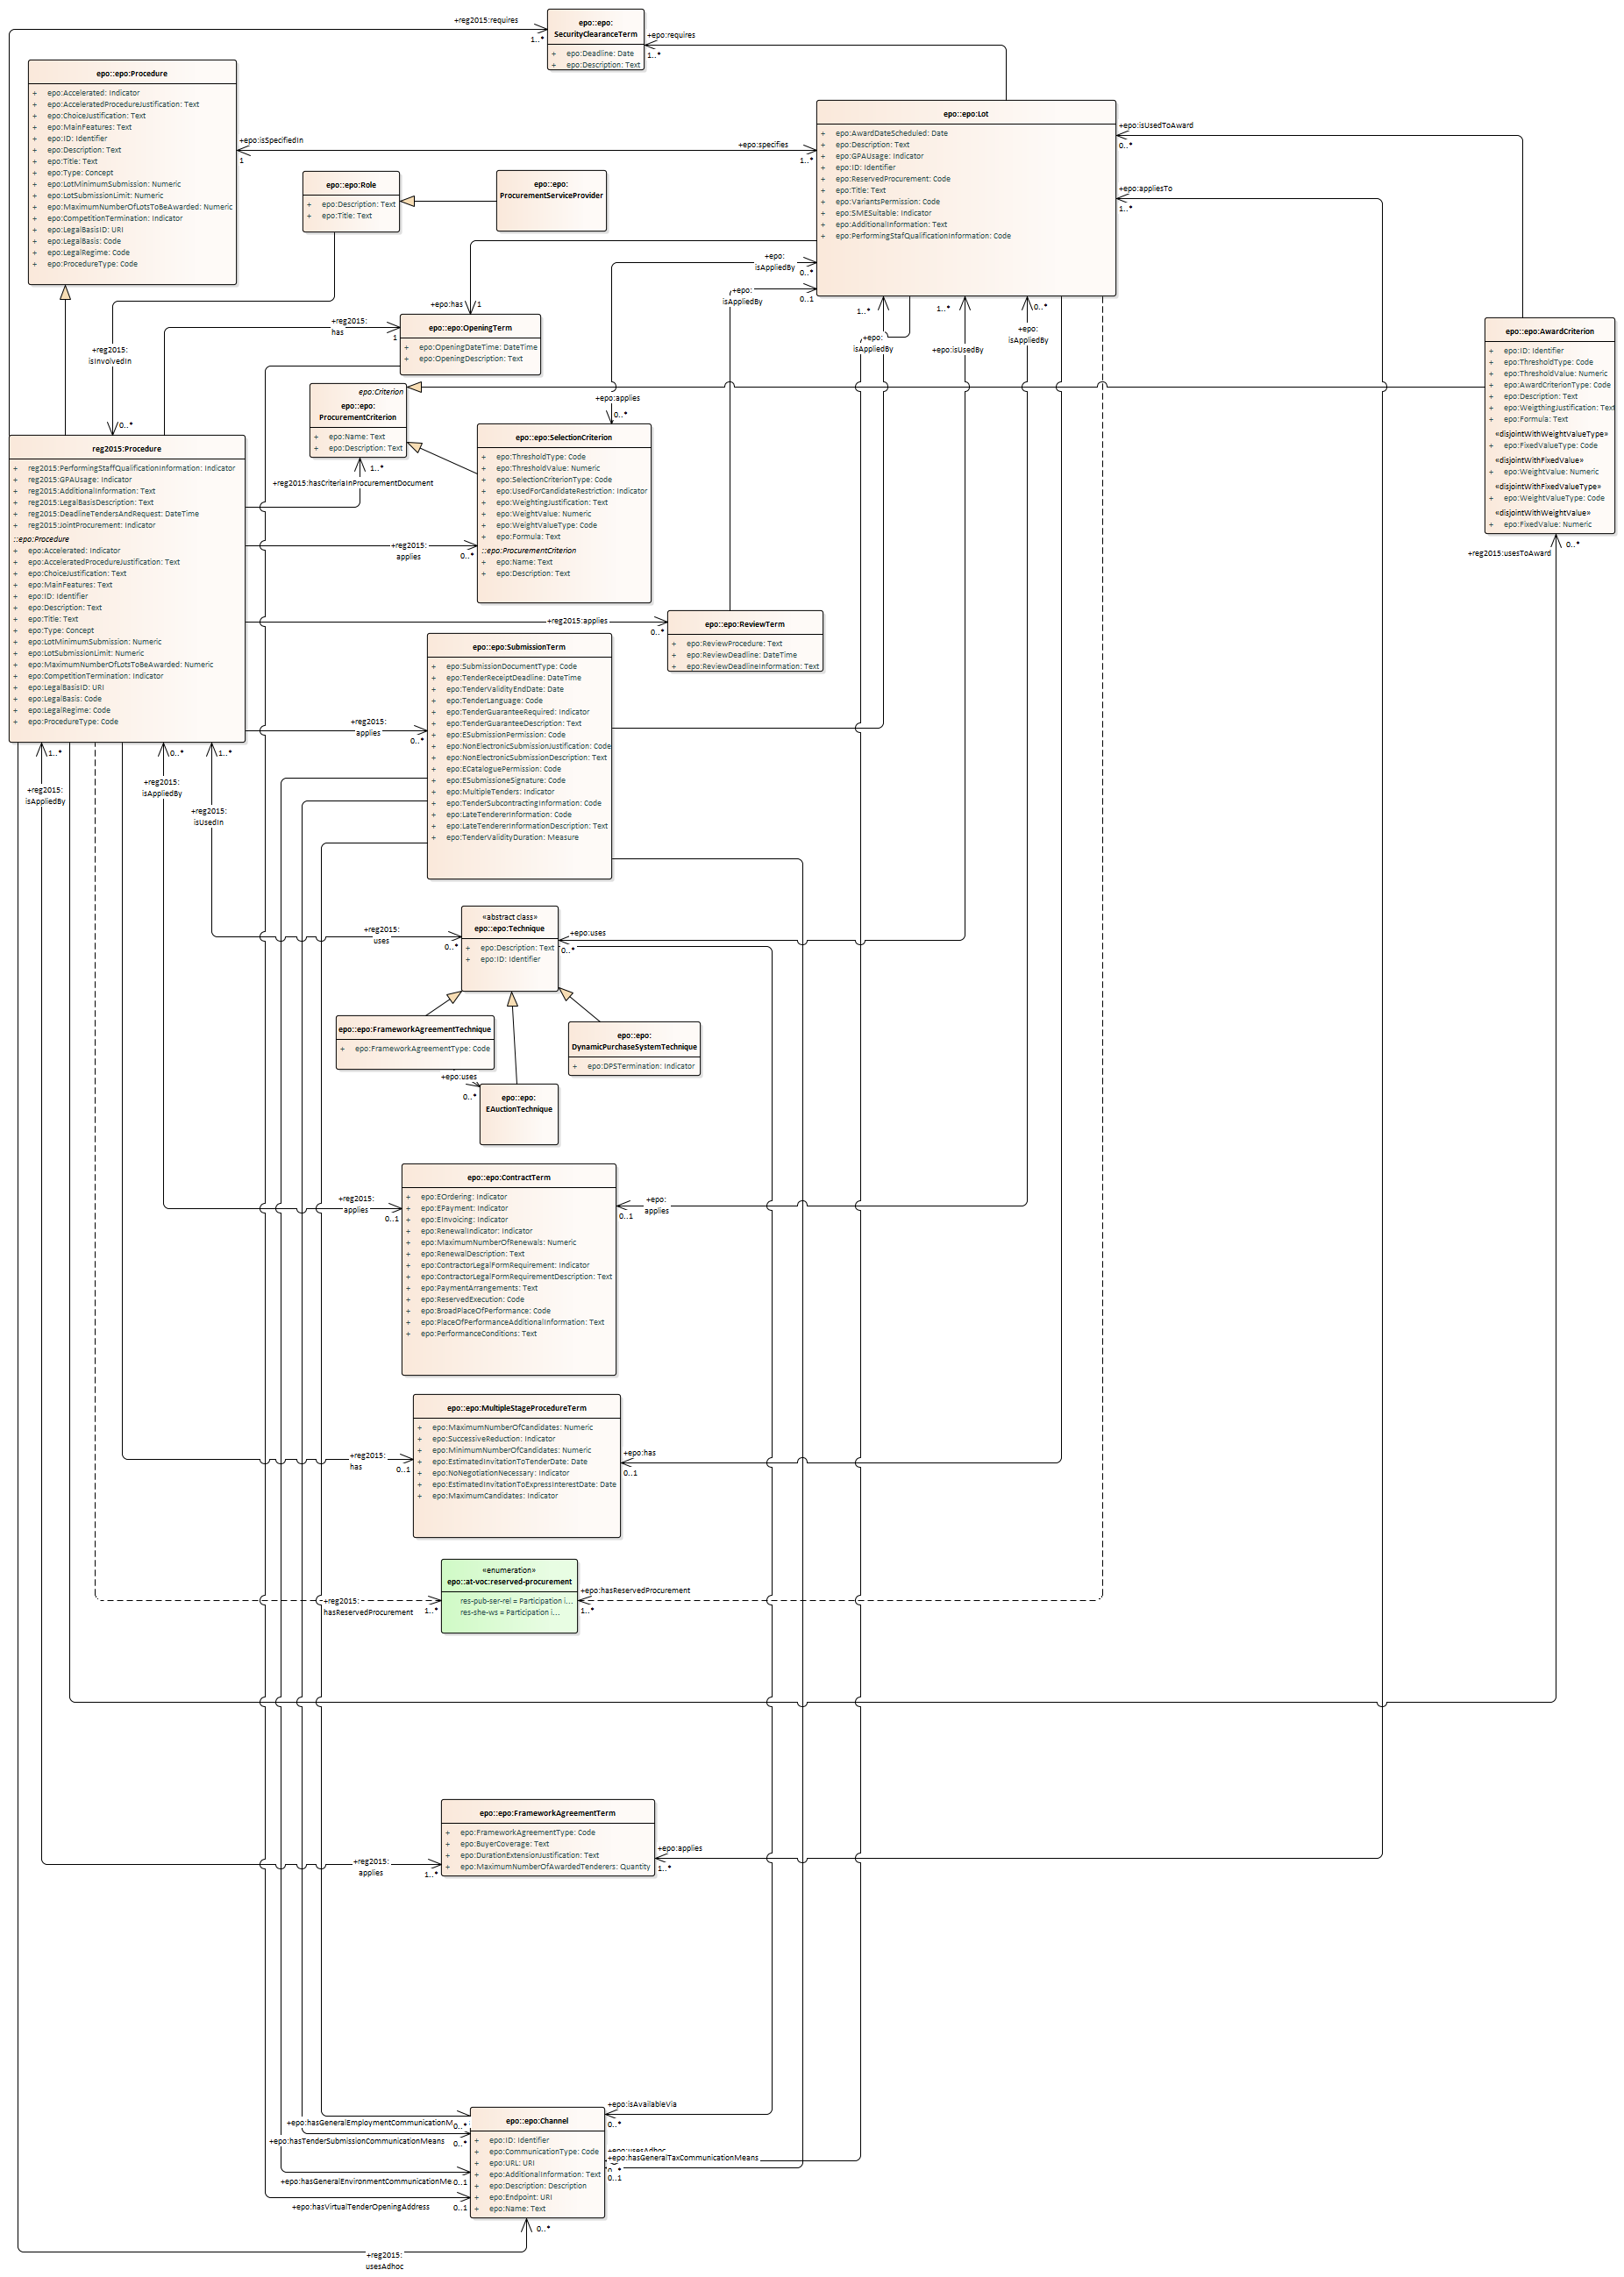 +reg2015:requires
1..*
epo::epo:
SecurityClearanceTerm
+ epo:Deadline: Date
+ epo:Description: Text
+epo:requires
1..*
epo::epo:Procedure
+ epo:Accelerated: Indicator
+ epo:AcceleratedProcedureJustification: Text
+ epo:ChoiceJustification: Text
+ epo:MainFeatures: Text
+ epo:ID: Identifier
+ epo:Description: Text
+ epo:Title: Text
+ epo:Type: Concept
+ epo:LotMinimumSubmission: Numeric
+ epo:LotSubmissionLimit: Numeric
+ epo:MaximumNumberOfLotsToBeAwarded: Numeric
+ epo:CompetitionTermination: Indicator
+ epo:LegalBasisID: URI
+ epo:LegalBasis: Code
+ epo:LegalRegime: Code
+ epo:ProcedureType: Code
+epo:isSpecifiedIn
1
+epo:specifies
1..*
epo::epo:Lot
+ epo:AwardDateScheduled: Date
+ epo:Description: Text
+ epo:GPAUsage: Indicator
+ epo:ID: Identifier
+ epo:ReservedProcurement: Code
+ epo:Title: Text
+ epo:VariantsPermission: Code
+ epo:SMESuitable: Indicator
+ epo:AdditionalInformation: Text
+ epo:PerformingStafQualificationInformation: Code
+epo:isUsedToAward
0..*
+epo:appliesTo
1..*
epo::epo:Role
+ epo:Description: Text
+ epo:Title: Text
epo::epo:
ProcurementServiceProvider
+epo:
isAppliedBy
0..*
+epo:
isAppliedBy
0..1
+epo:has
1
epo::epo:OpeningTerm
+ epo:OpeningDateTime: DateTime
+ epo:OpeningDescription: Text
+reg2015:
has
1
+reg2015:
isInvolvedIn
0..*
1..*
+epo:
isAppliedBy
1..*
+epo:isUsedBy
0..*
+epo:
isAppliedBy
epo::epo:AwardCriterion
+ epo:ID: Identifier
+ epo:ThresholdType: Code
+ epo:ThresholdValue: Numeric
+ epo:AwardCriterionType: Code
+ epo:Description: Text
+ epo:WeigthingJustification: Text
+ epo:Formula: Text
«disjointWithWeightValueType»
+ epo:FixedValueType: Code
«disjointWithFixedValue»
+ epo:WeightValue: Numeric
«disjointWithFixedValueType»
+ epo:WeightValueType: Code
«disjointWithWeightValue»
+ epo:FixedValue: Numeric
+reg2015:usesToAward
0..*
epo:Criterion
epo::epo:
ProcurementCriterion
+ epo:Name: Text
+ epo:Description: Text
1..*
+reg2015:hasCriteriaInProcurementDocument
+epo:applies
0..*
epo::epo:SelectionCriterion
+ epo:ThresholdType: Code
+ epo:ThresholdValue: Numeric
+ epo:SelectionCriterionType: Code
+ epo:UsedForCandidateRestriction: Indicator
+ epo:WeightingJustification: Text
+ epo:WeightValue: Numeric
+ epo:WeightValueType: Code
+ epo:Formula: Text
::epo:ProcurementCriterion
+ epo:Name: Text
+ epo:Description: Text
reg2015:Procedure
+ reg2015:PerformingStaffQualificationInformation: Indicator
+ reg2015:GPAUsage: Indicator
+ reg2015:AdditionalInformation: Text
+ reg2015:LegalBasisDescription: Text
+ reg2015:DeadlineTendersAndRequest: DateTime
+ reg2015:JointProcurement: Indicator
::epo:Procedure
+ epo:Accelerated: Indicator
+ epo:AcceleratedProcedureJustification: Text
+ epo:ChoiceJustification: Text
+ epo:MainFeatures: Text
+ epo:ID: Identifier
+ epo:Description: Text
+ epo:Title: Text
+ epo:Type: Concept
+ epo:LotMinimumSubmission: Numeric
+ epo:LotSubmissionLimit: Numeric
+ epo:MaximumNumberOfLotsToBeAwarded: Numeric
+ epo:CompetitionTermination: Indicator
+ epo:LegalBasisID: URI
+ epo:LegalBasis: Code
+ epo:LegalRegime: Code
+ epo:ProcedureType: Code
+reg2015:
applies
0..*
+reg2015:applies
0..*
epo::epo:ReviewTerm
+ epo:ReviewProcedure: Text
+ epo:ReviewDeadline: DateTime
+ epo:ReviewDeadlineInformation: Text
epo::epo:SubmissionTerm
+ epo:SubmissionDocumentType: Code
+ epo:TenderReceiptDeadline: DateTime
+ epo:TenderValidityEndDate: Date
+ epo:TenderLanguage: Code
+ epo:TenderGuaranteeRequired: Indicator
+ epo:TenderGuaranteeDescription: Text
+ epo:ESubmissionPermission: Code
+ epo:NonElectronicSubmissionJustification: Code
+ epo:NonElectronicSubmissionDescription: Text
+ epo:ECataloguePermission: Code
+ epo:ESubmissioneSignature: Code
+ epo:MultipleTenders: Indicator
+ epo:TenderSubcontractingInformation: Code
+ epo:LateTendererInformation: Code
+ epo:LateTendererInformationDescription: Text
+ epo:TenderValidityDuration: Measure
+reg2015:
applies
0..*
1..*
+reg2015:
isAppliedBy
0..*
+reg2015:
isAppliedBy
1..*
+reg2015:
isUsedIn
+reg2015:
uses
0..*
«abstract class»
epo::epo:Technique
+ epo:Description: Text
+ epo:ID: Identifier
+epo:uses
0..*
epo::epo:FrameworkAgreementTechnique
+ epo:FrameworkAgreementType: Code
epo::epo:
DynamicPurchaseSystemTechnique
+ epo:DPSTermination: Indicator
+epo:uses
0..*
epo::epo:
EAuctionTechnique
epo::epo:ContractTerm
+ epo:EOrdering: Indicator
+ epo:EPayment: Indicator
+ epo:EInvoicing: Indicator
+ epo:RenewalIndicator: Indicator
+ epo:MaximumNumberOfRenewals: Numeric
+ epo:RenewalDescription: Text
+ epo:ContractorLegalFormRequirement: Indicator
+ epo:ContractorLegalFormRequirementDescription: Text
+ epo:PaymentArrangements: Text
+ epo:ReservedExecution: Code
+ epo:BroadPlaceOfPerformance: Code
+ epo:PlaceOfPerformanceAdditionalInformation: Text
+ epo:PerformanceConditions: Text
+reg2015:
applies
0..1
+epo:
applies
0..1
epo::epo:MultipleStageProcedureTerm
+ epo:MaximumNumberOfCandidates: Numeric
+ epo:SuccessiveReduction: Indicator
+ epo:MinimumNumberOfCandidates: Numeric
+ epo:EstimatedInvitationToTenderDate: Date
+ epo:NoNegotiationNecessary: Indicator
+ epo:EstimatedInvitationToExpressInterestDate: Date
+ epo:MaximumCandidates: Indicator
+reg2015:
has
0..1
+epo:has
0..1
«enumeration»
epo::at-voc:reserved-procurement
res-pub-ser-rel = Participation i...
res-she-ws = Participation i...
+reg2015:
hasReservedProcurement
1..*
+epo:hasReservedProcurement
1..*
epo::epo:FrameworkAgreementTerm
+ epo:FrameworkAgreementType: Code
+ epo:BuyerCoverage: Text
+ epo:DurationExtensionJustification: Text
+ epo:MaximumNumberOfAwardedTenderers: Quantity
+reg2015:
applies
1..*
+epo:applies
1..*
epo::epo:Channel
+ epo:ID: Identifier
+ epo:CommunicationType: Code
+ epo:URL: URI
+ epo:AdditionalInformation: Text
+ epo:Description: Description
+ epo:Endpoint: URI
+ epo:Name: Text
+epo:isAvailableVia
0..*
+epo:hasGeneralEmploymentCommunicationM
0..*
+epo:hasTenderSubmissionCommunicationMeans
0..*
+epo:usesAdhoc
+epo:hasGeneralTaxCommunicationMeans
0..*
0..1
+epo:hasGeneralEnvironmentCommunicationMe
0..1
+epo:hasVirtualTenderOpeningAddress
0..1
0..*
+reg2015:
usesAdhoc